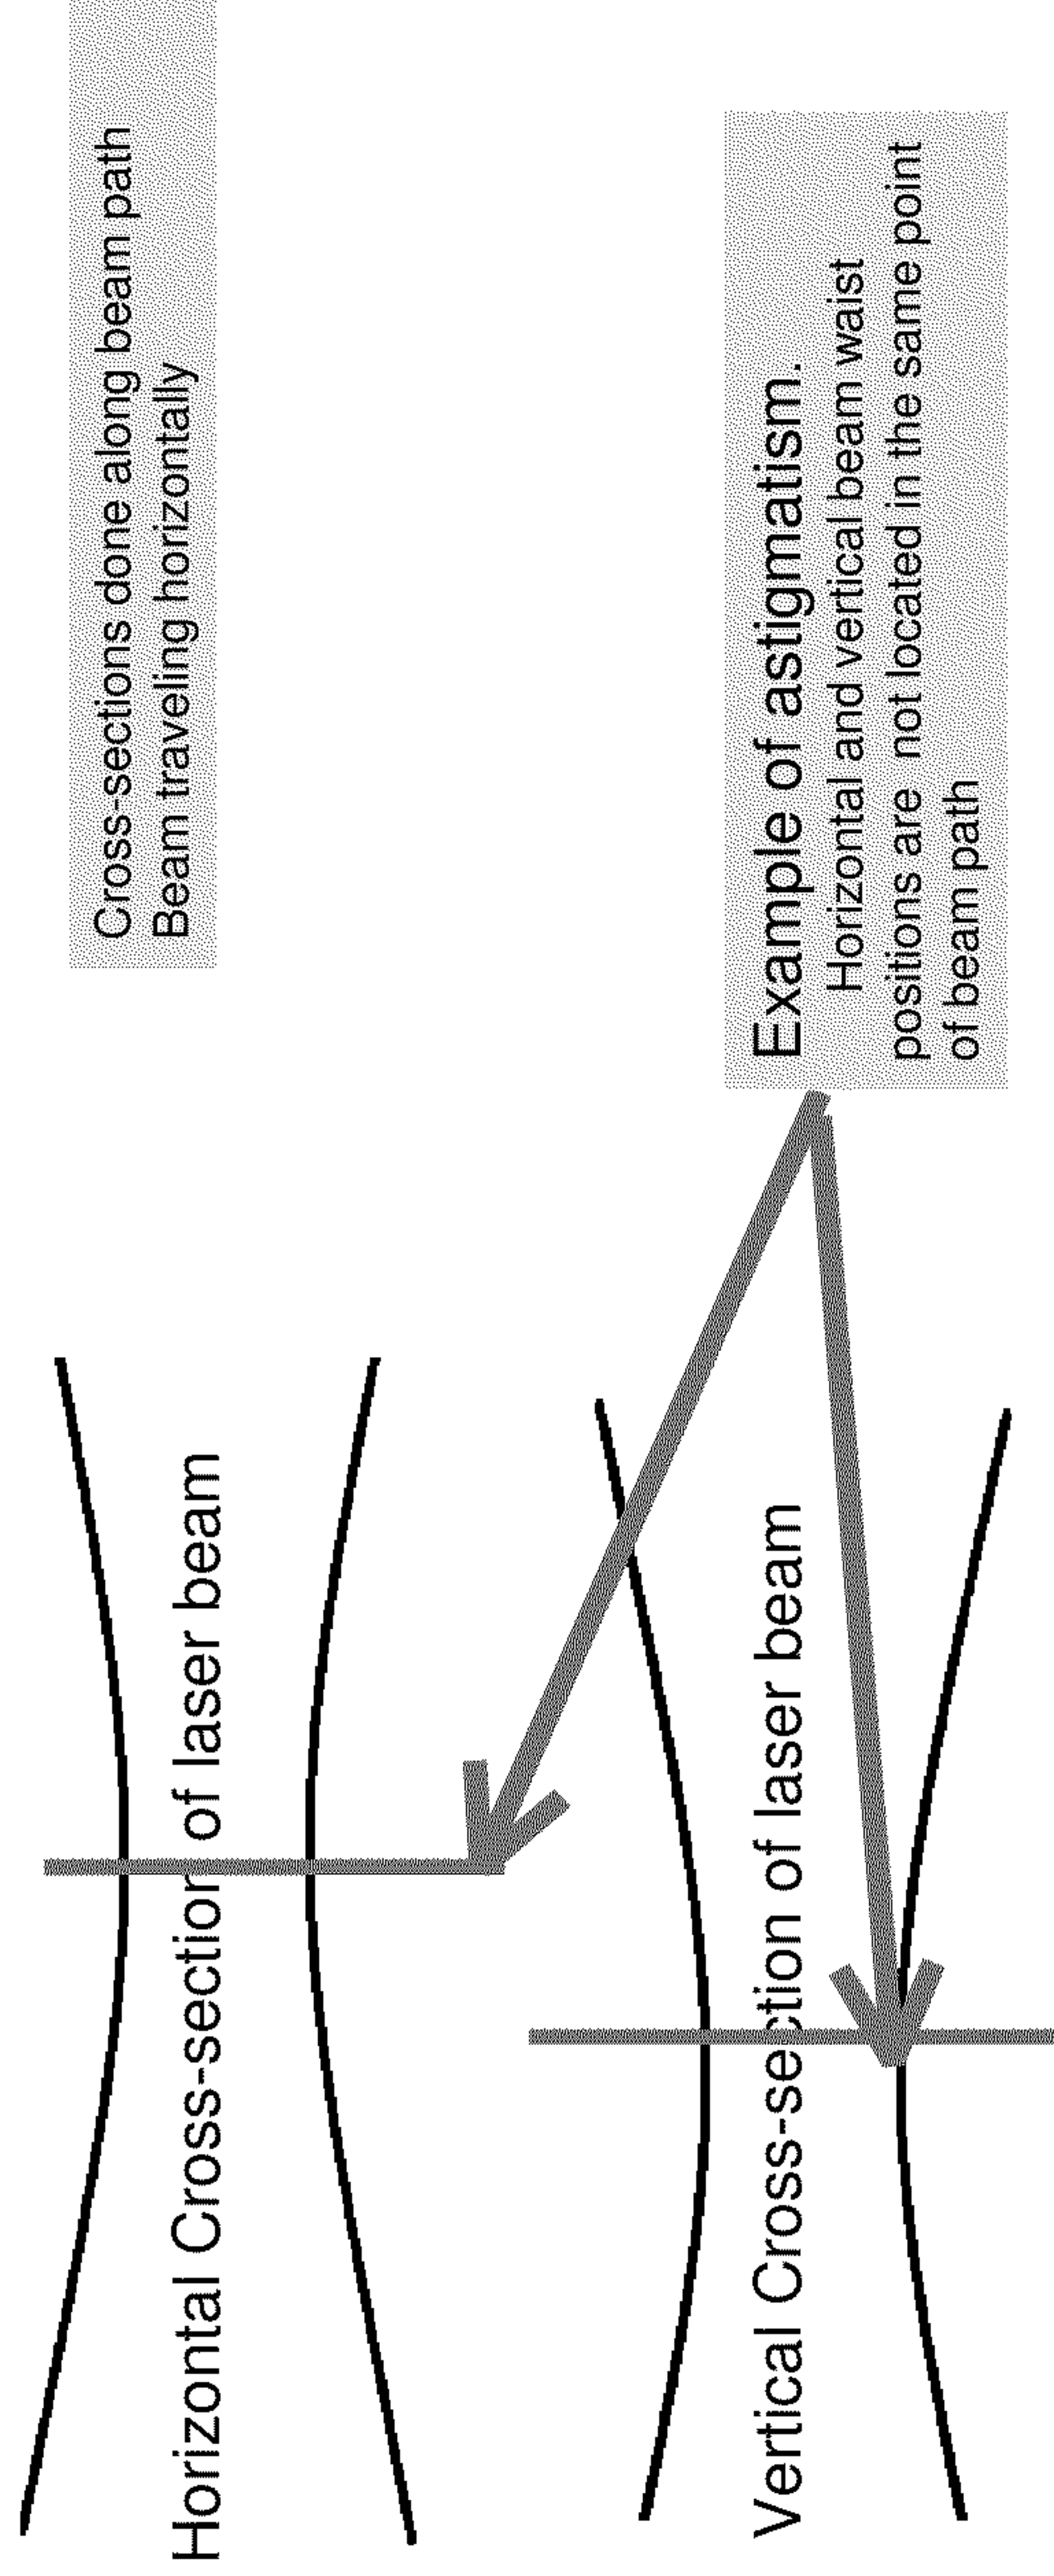 Horizontal Cross-section of laser beam
Cross-sections done along beam path
Beam traveling horizontally
Vertical Cross-section of laser beam
Example of astigmatism.
Horizontal and vertical beam waist
positions are not located in the same point
of beam path